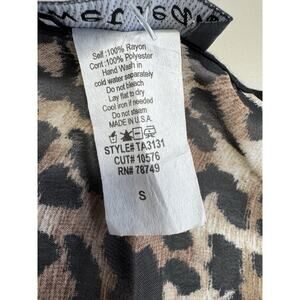 Self:100% Rayon
Cont:100% Polyester
Hand Wash in
cold water separately
Do not bleach
Lay flat to dry
Cool iron if needed
Do not steam
MADE IN U.S.A.
STYLE# TA3131
CUT# 10576
RN# 78749
S